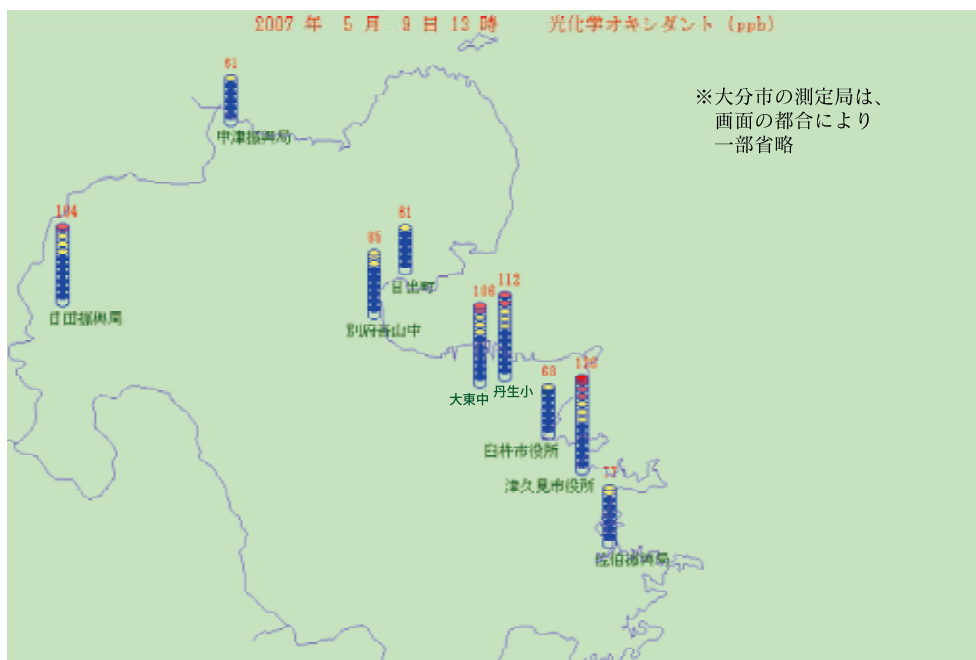 2007 年 5 月 9 日 13 時 光化学オキシダント (ppb)
※大分市の測定局は、
画面の都合により
一部省略
61
中津振興局
104
日田振興局
61
日出町
85
別府青山中
108
大東中
112
丹生小
68
臼杵市役所
126
津久見市役所
77
佐伯振興局